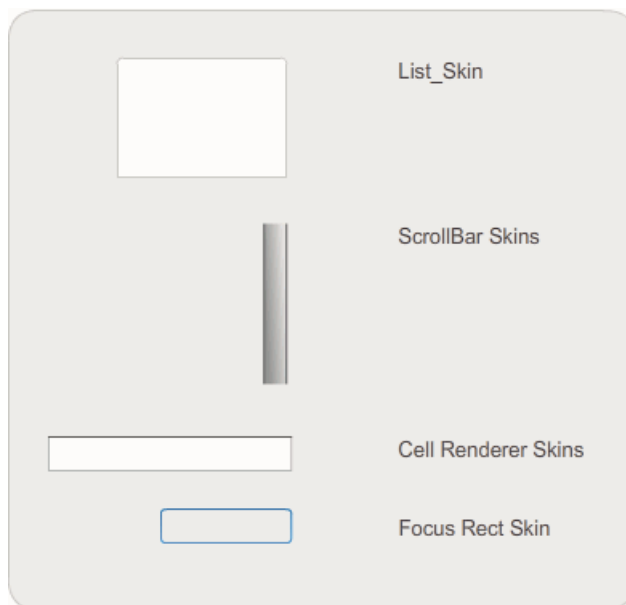 List_Skin
ScrollBar Skins
Cell Renderer Skins
Focus Rect Skin